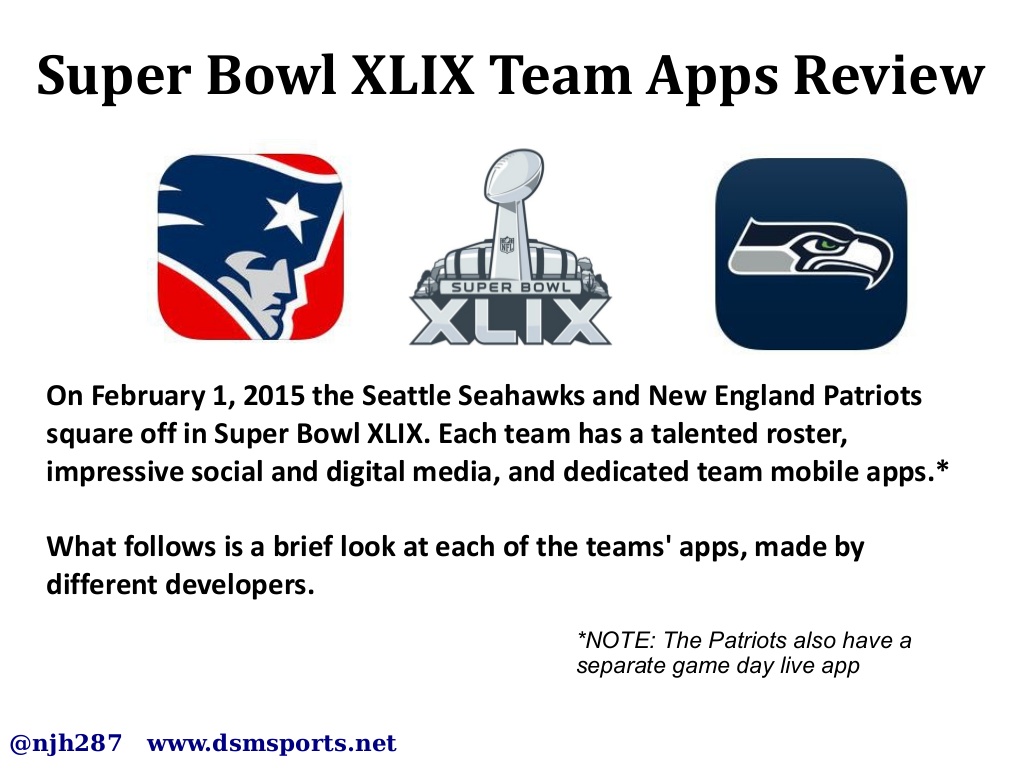 Super Bowl XLIX Team Apps Review
NFL
SUPER BOWL
XLIX
On February 1, 2015 the Seattle Seahawks and New England Patriots
square off in Super Bowl XLIX. Each team has a talented roster,
impressive social and digital media, and dedicated team mobile apps.*
What follows is a brief look at each of the teams' apps, made by
different developers.
*NOTE: The Patriots also have a
separate game day live app
@njh287 www.dsmsports.net